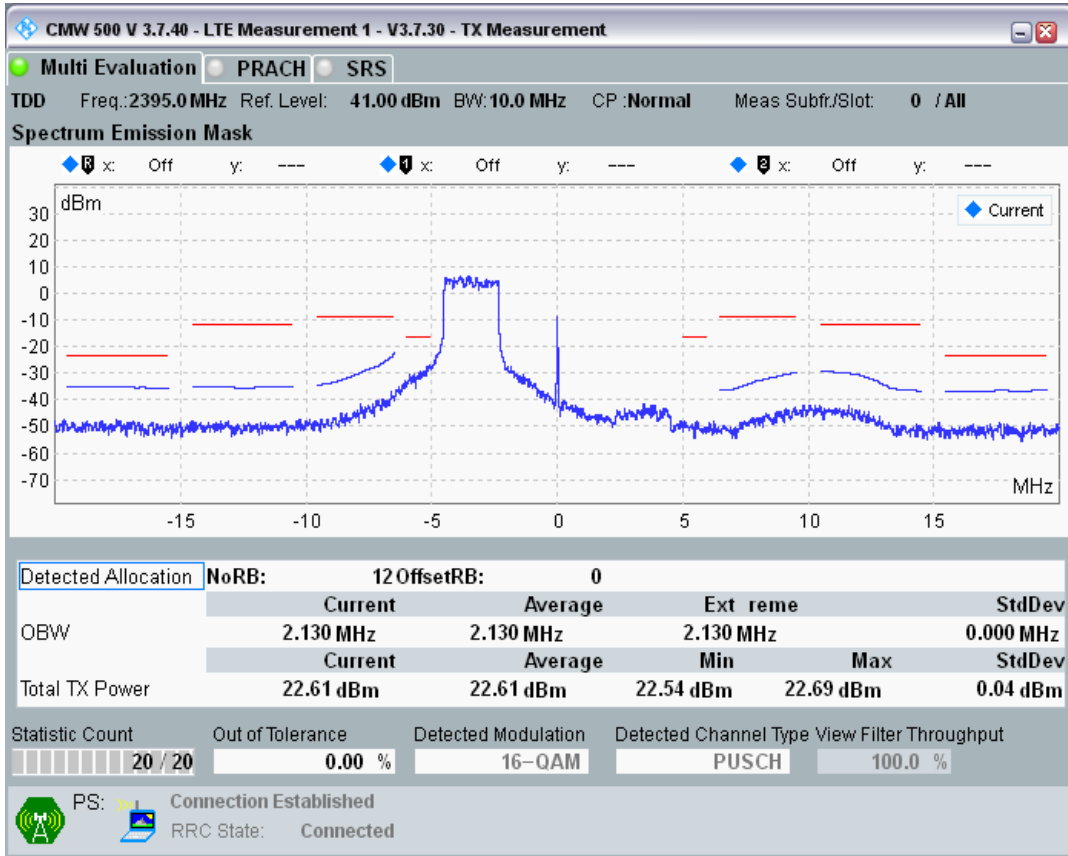 CMW 500 V 3.7.40 - LTE Measurement 1 - V3.7.30 - TX Measurement
Multi Evaluation PRACH SRS
TDD Freq.:2395.0 MHz Ref. Level: 41.00 dBm BW: 10.0 MHz CP :Normal Meas Subfr./Slot: 0 / All
Spectrum Emission Mask
R x: Off y: --- 1 x: Off y: --- 2 x: Off y: ---
dBm
Current
30
20
10
0
-10
-20
-30
-40
-50
-60
-70
MHz
-15 -10 -5 0 5 10 15
Detected Allocation NoRB: 12 OffsetRB: 0
Current Average Ext reme StdDev
OBW 2.130 MHz 2.130 MHz 2.130 MHz 0.000 MHz
Current Average Min Max StdDev
Total TX Power 22.61 dBm 22.61 dBm 22.54 dBm 22.69 dBm 0.04 dBm
Statistic Count Out of Tolerance Detected Modulation Detected Channel Type View Filter Throughput
20 / 20 0.00 % 16-QAM PUSCH 100.0 %
PS: Connection Established
RRC State: Connected